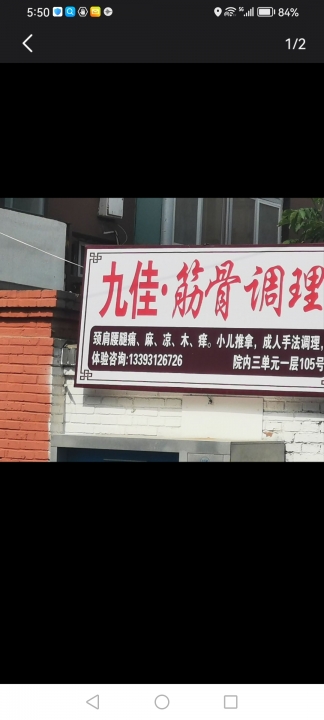 5:50
84%
1/2
九佳·筋骨调理
颈肩腰腿痛、麻、凉、木、痒。小儿推拿，成人手法调理，
体验咨询:13393126726 院内三单元一层105号